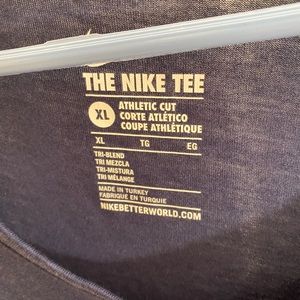 THE NIKE TEE
XL
ATHLETIC CUT
CORTE ATLÉTICO
COUPE ATHLÉTIQUE
XL TG EG
TRI-BLEND
TRI MEZCLA
TRI-MISTURA
TRI MÉLANGE
MADE IN TURKEY
FABRIQUE EN TURQUIE
NIKEBETTERWORLD.COM